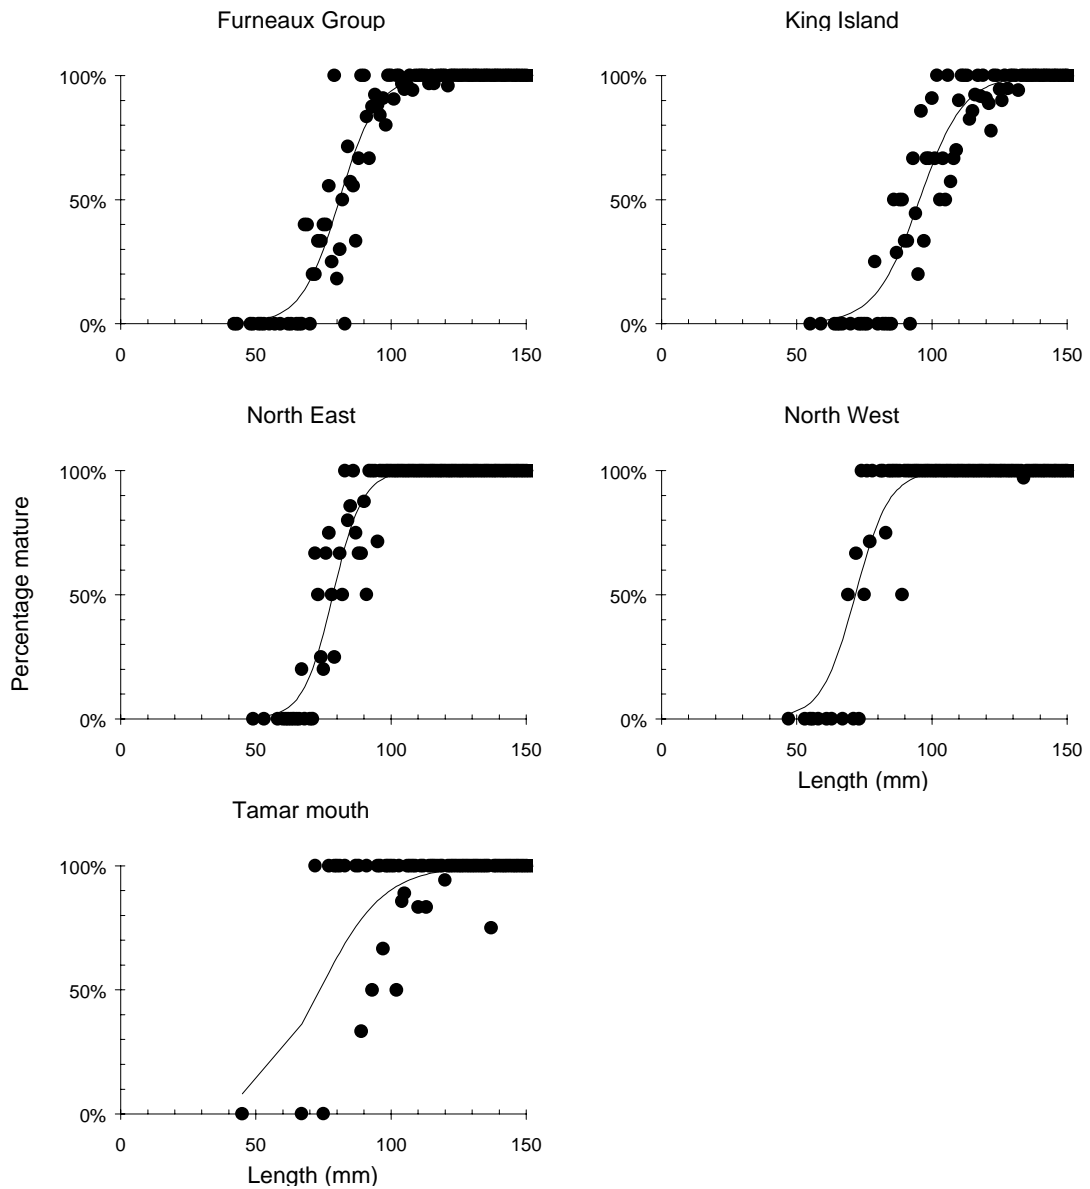 Furneaux Group
King Island
100%
50%
0%
0 50 100 150
100%
50%
0%
0 50 100 150
North East
North West
Percentage mature
100%
50%
0%
0 50 100 150
100%
50%
0%
0 50 100 150
Length (mm)
Tamar mouth
100%
50%
0%
0 50 100 150
Length (mm)